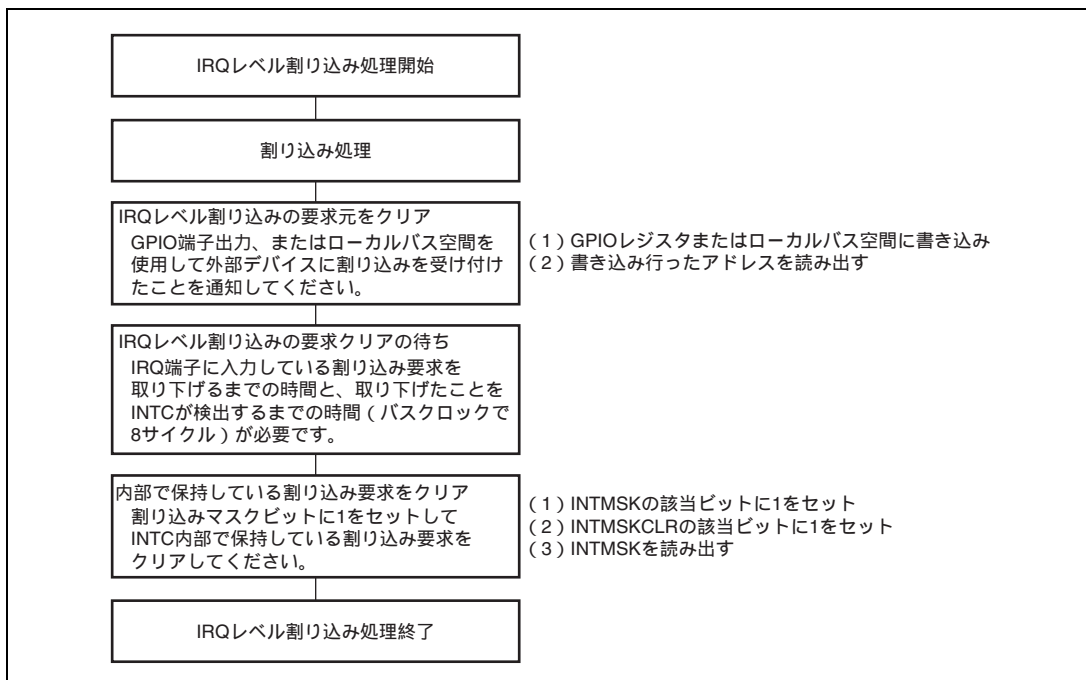 IRQレベル割り込み処理開始
割り込み処理
IRQレベル割り込みの要求元をクリア
GPIO端子出力、またはローカルバス空間を
使用して外部デバイスに割り込みを受け付け
たことを通知してください。
(1)GPIOレジスタまたはローカルバス空間に書き込み
(2)書き込み行ったアドレスを読み出す
IRQレベル割り込みの要求クリアの待ち
IRQ端子に入力している割り込み要求を
取り下げるまでの時間と、取り下げたことを
INTCが検出するまでの時間(バスクロックで
8サイクル)が必要です。
内部で保持している割り込み要求をクリア
割り込みマスクビットに1をセットして
INTC内部で保持している割り込み要求を
クリアしてください。
(1)INTMSKの該当ビットに1をセット
(2)INTMSKCLRの該当ビットに1をセット
(3)INTMSKを読み出す
IRQレベル割り込み処理終了